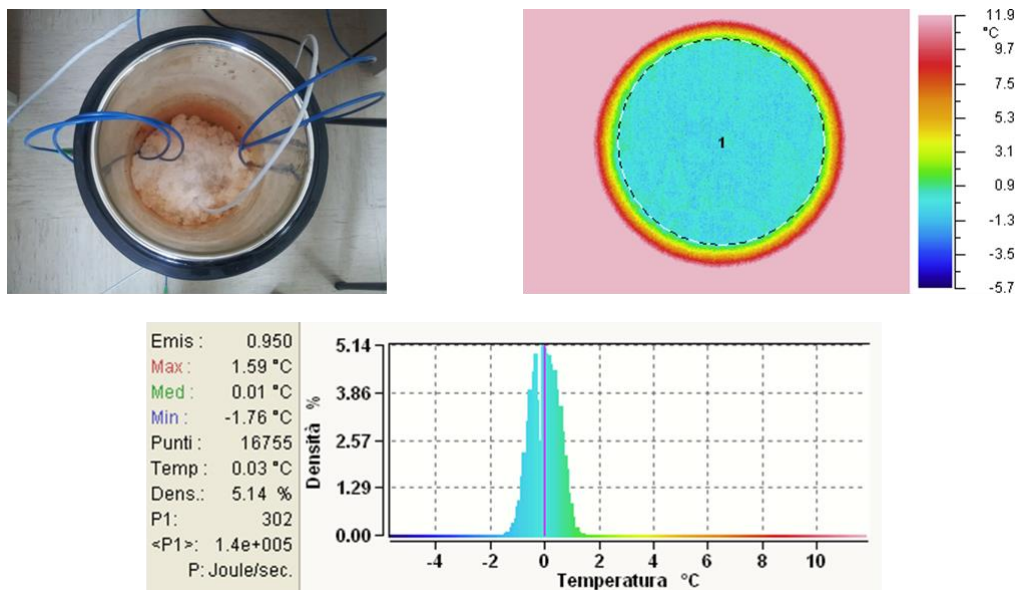 11.9
°C
9.7
7.5
5.3
3.1
0.9
-1.3
-3.5
-5.7
1
Emis : 0.950
Max : 1.59 °C
Med : 0.01 °C
Min : -1.76 °C
Punti : 16755
Temp : 0.03 °C
Dens.: 5.14 %
P1: 302
<P1>: 1.4e+005
P: Joule/sec.
Densità %
5.14
3.86
2.57
1.29
0.00
-4 -2 0 2 4 6 8 10
Temperatura °C